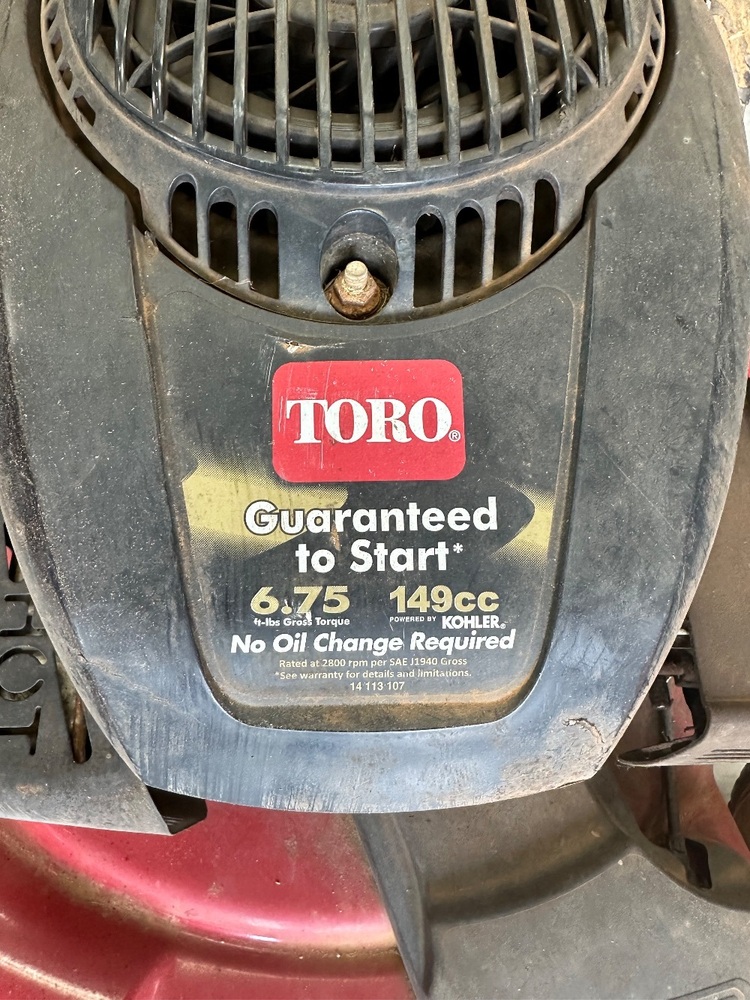 TORO®
Guaranteed
to Start*
6.75 149cc
ft-lbs Gross Torque POWERED BY KOHLER®
No Oil Change Required
Rated at 2800 rpm per SAE J1940 Gross
*See warranty for details and limitations.
14 113 107
HOT